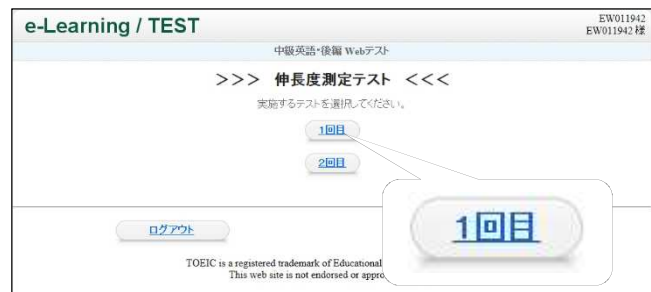 e-Learning / TEST
EW011942
EW011942 様
中級英語・後編 Webテスト
>>> 伸長度測定テスト <<<
実施するテストを選択してください。
1回目
2回目
1回目
ログアウト
TOEIC is a registered trademark of Educational
This web site is not endorsed or appro